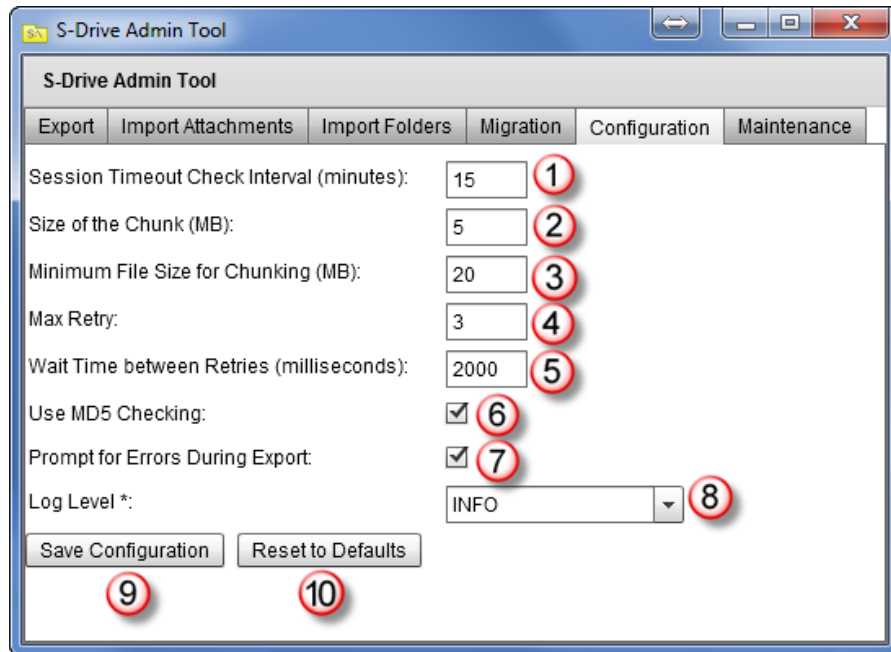 S-Drive Admin Tool
S-Drive Admin Tool
Export Import Attachments Import Folders Migration Configuration Maintenance
Session Timeout Check Interval (minutes): 15 1
Size of the Chunk (MB): 5 2
Minimum File Size for Chunking (MB): 20 3
Max Retry: 3 4
Wait Time between Retries (milliseconds): 2000 5
Use MD5 Checking: 6
Prompt for Errors During Export: 7
Log Level *: INFO 8
Save Configuration Reset to Defaults
9 10